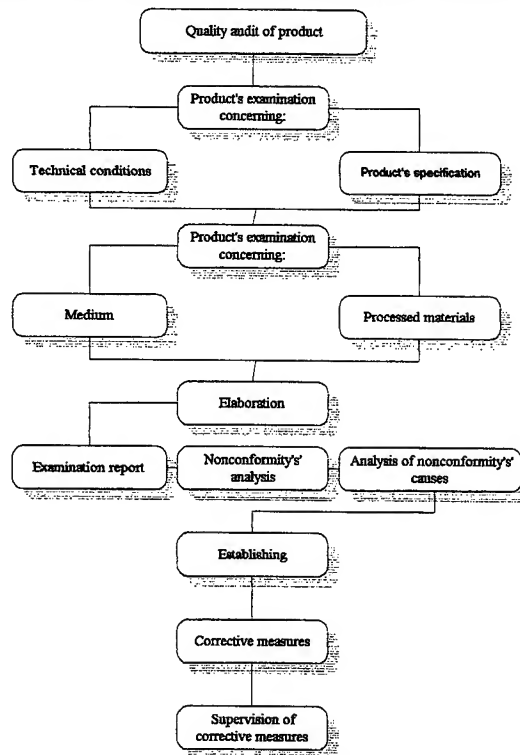 Quality audit of product
Product's examination
concerning:
Technical conditions
Product's specification
Product's examination
concerning:
Medium
Processed materials
Elaboration
Examination report
Nonconformity's'
analysis
Analysis of nonconformity's'
causes
Establishing
Corrective measures
Supervision of
corrective measures